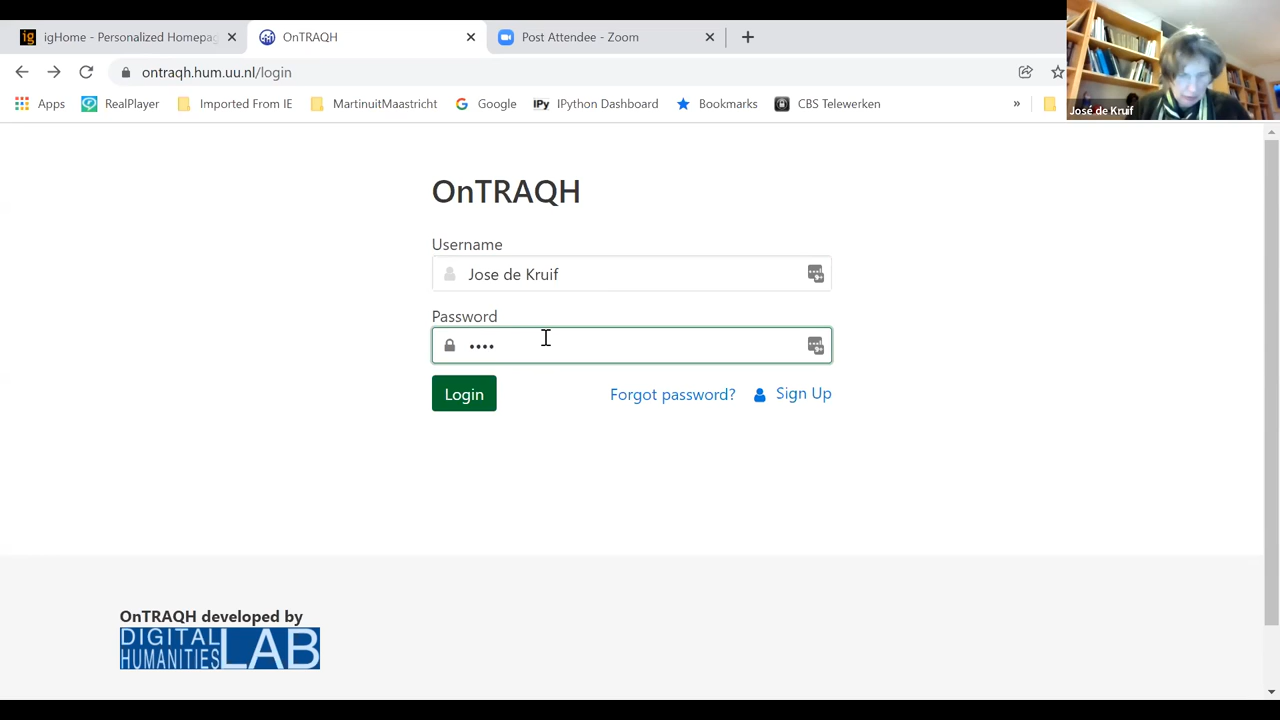 igHome - Personalized Homepag
OnTRAQH
Post Attendee - Zoom
ontraqh.hum.uu.nl/login
Apps
RealPlayer
Imported From IE
MartinuitMaastricht
Google
IPy
IPython Dashboard
Bookmarks
CBS Telewerken
»
José de Kruif
OnTRAQH
Username
Jose de Kruif
Password
••••
Login
Forgot password?
Sign Up
OnTRAQH developed by
DIGITAL
HUMANITIES LAB